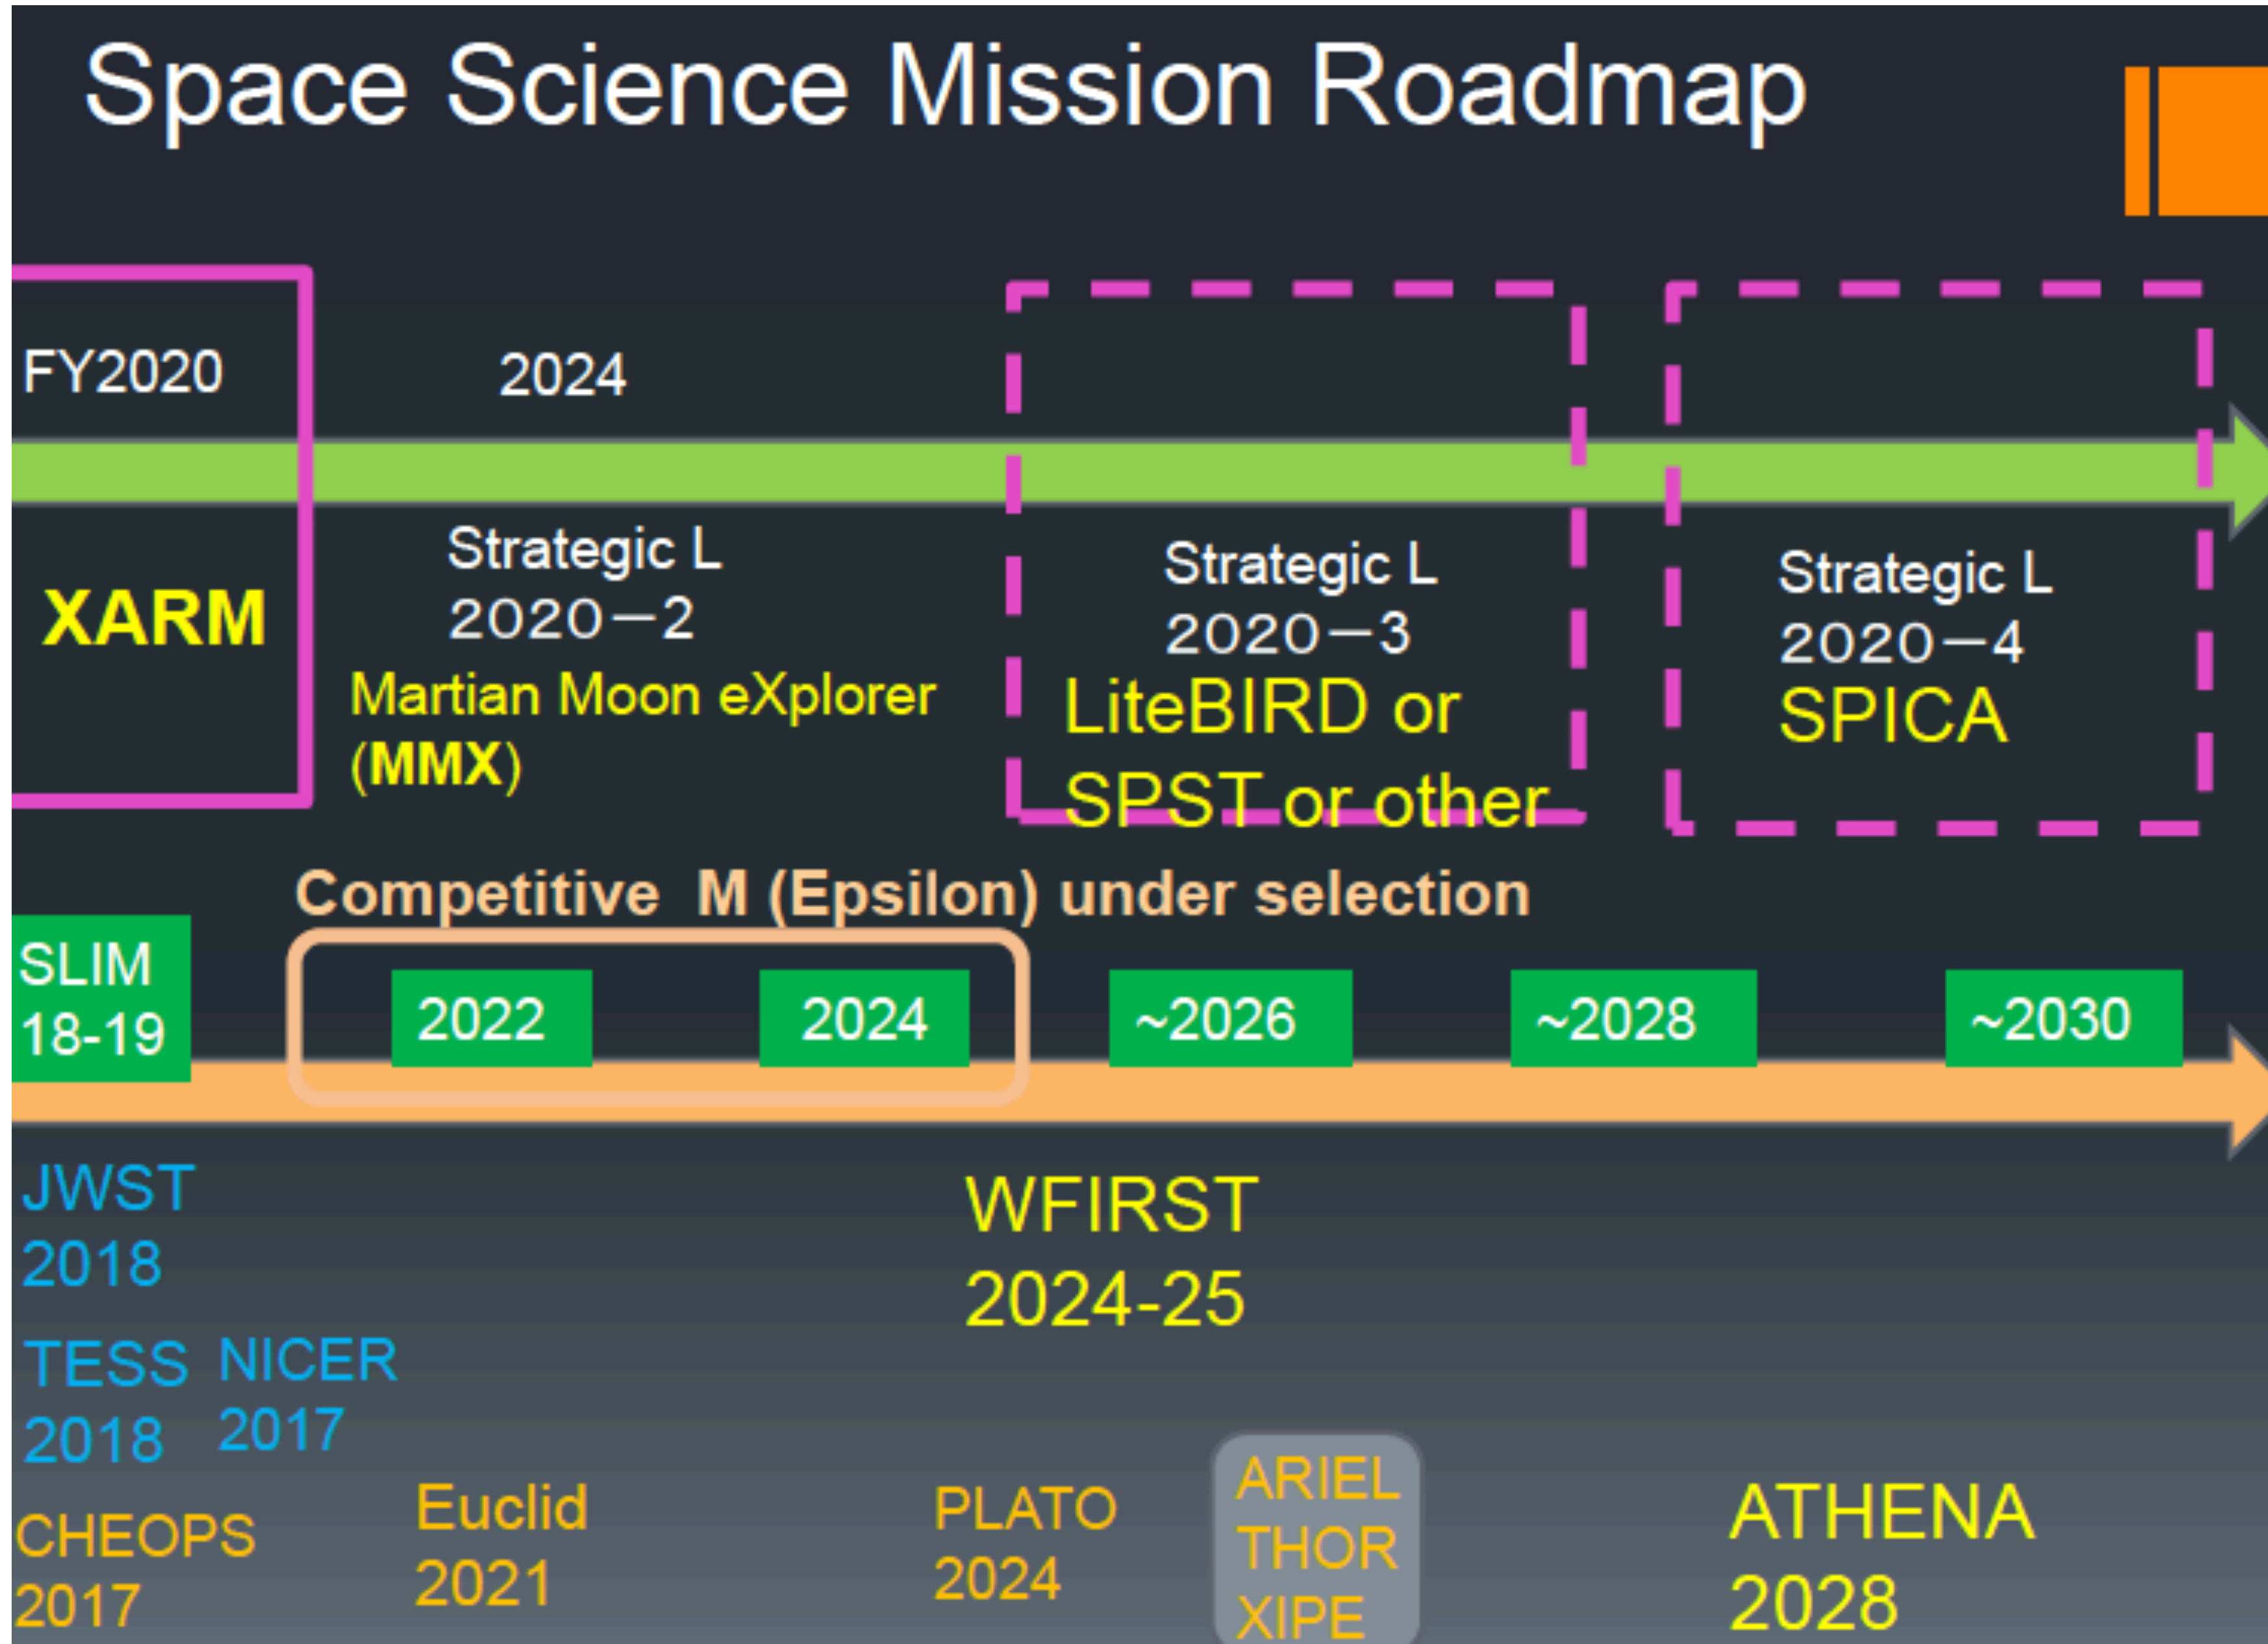 Space Science Mission Roadmap
FY2020
2024
XARM
Strategic L
2020－2
Martian Moon eXplorer
(MMX)
Strategic L
2020－3
LiteBIRD or
SPST or other
Strategic L
2020－4
SPICA
Competitive M (Epsilon) under selection
SLIM
18-19
2022
2024
~2026
~2028
~2030
JWST
2018
WFIRST
2024-25
TESS
2018
NICER
2017
CHEOPS
2017
Euclid
2021
PLATO
2024
ARIEL
THOR
XIPE
ATHENA
2028